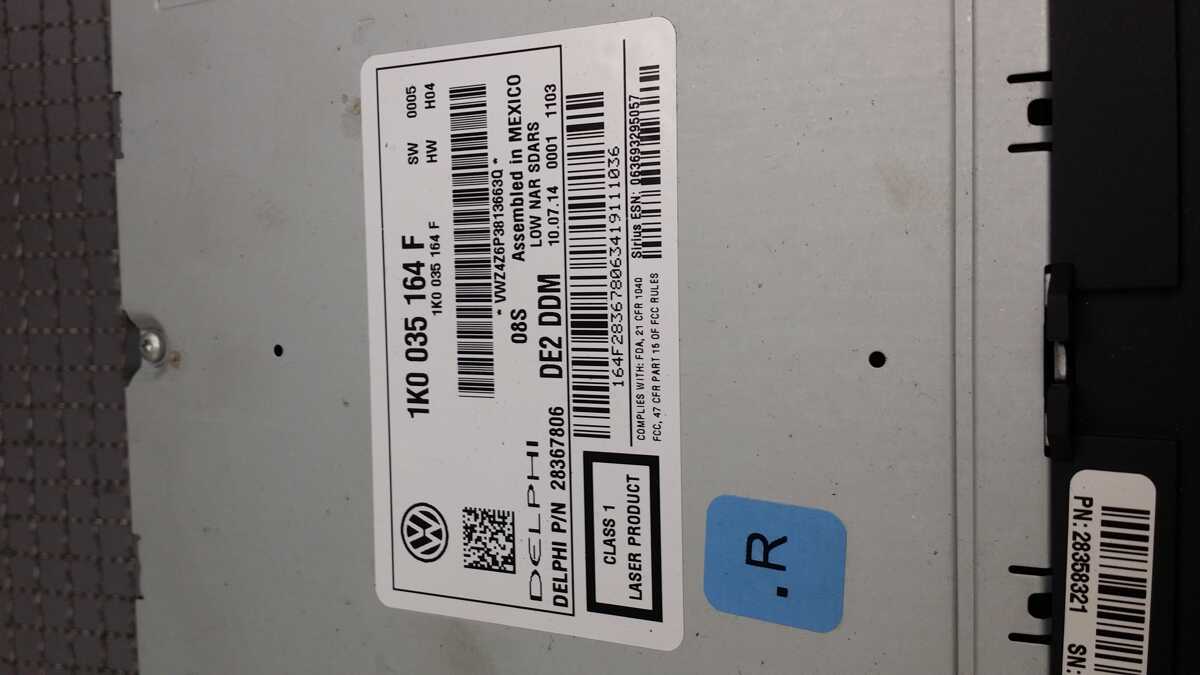 1K0 035 164 F
1K0 035 164 F
SW 0005
HW H04
* VWZ4Z6P3813663Q *
08S
Assembled in MEXICO
LOW NAR SDARS
DELPHI
DELPHI P/N 28367806
DE2 DDM
10.07.14 0001 1103
164F28367806341911036
CLASS 1
LASER PRODUCT
COMPLIES WITH: FDA, 21 CFR 1040
FCC, 47 CFR PART 15 OF FCC RULES
Sirius ESN: 063693295057
.R
PN: 28358321 SN: